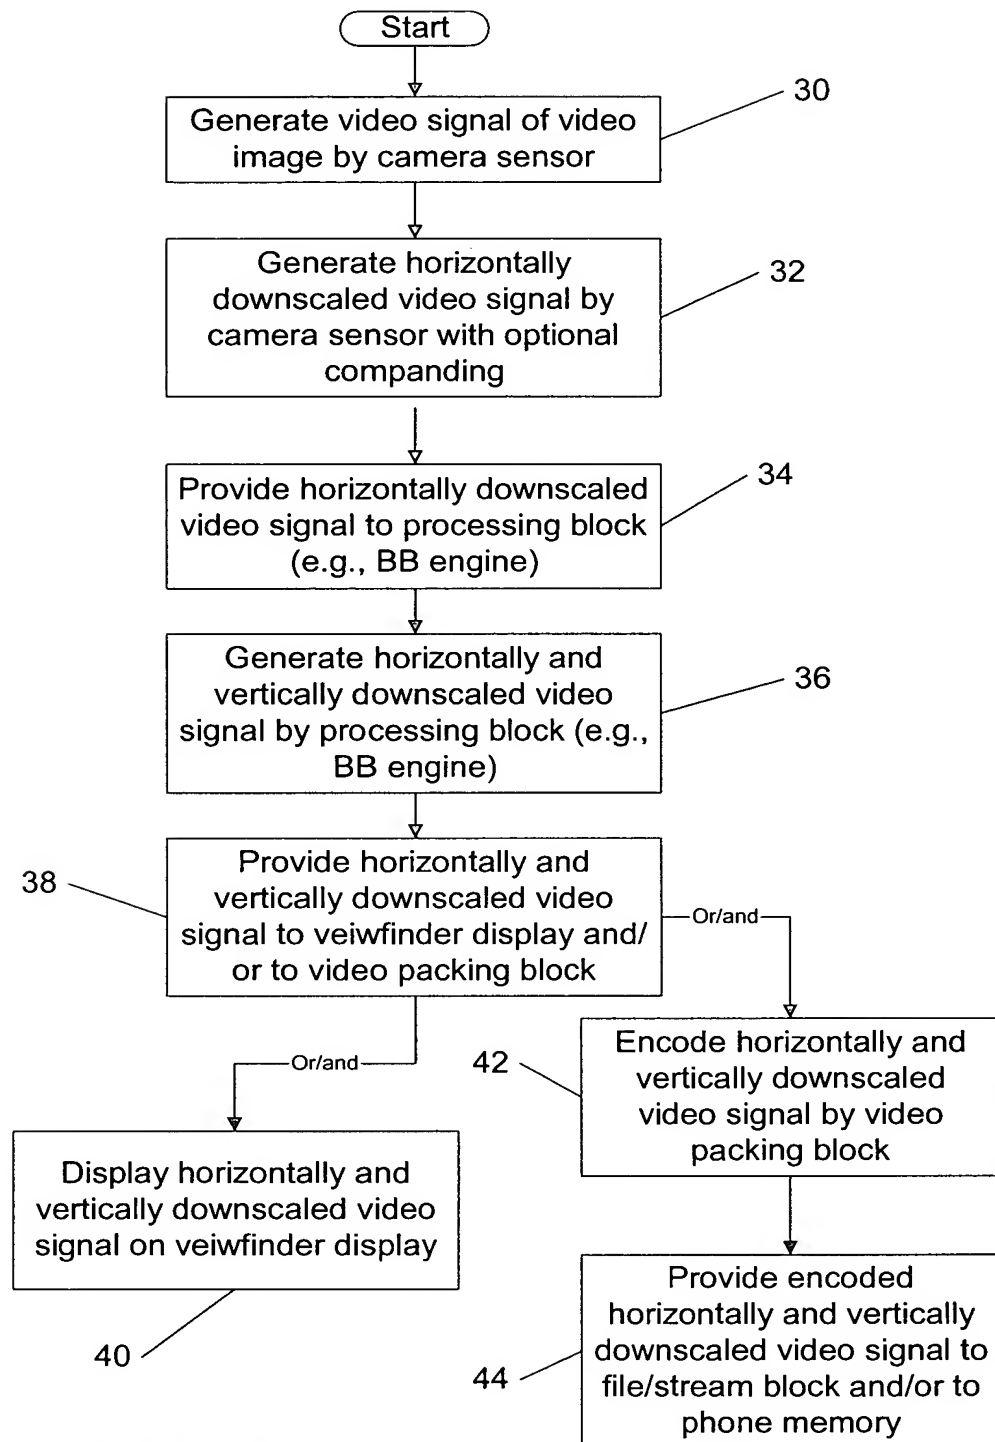 Start
30
Generate video signal of video
image by camera sensor
32
Generate horizontally
downscaled video signal by
camera sensor with optional
companding
34
Provide horizontally downscaled
video signal to processing block
(e.g., BB engine)
36
Generate horizontally and
vertically downscaled video
signal by processing block (e.g.,
BB engine)
38
Provide horizontally and
vertically downscaled video
signal to veiwfinder display and/
or to video packing block
Or/and
Or/and
42
Encode horizontally and
vertically downscaled
video signal by video
packing block
Display horizontally and
vertically downscaled video
signal on veiwfinder display
40
44
Provide encoded
horizontally and vertically
downscaled video signal to
file/stream block and/or to
phone memory